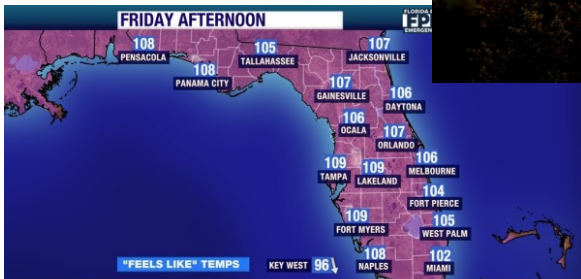 FRIDAY AFTERNOON
FLORIDA
EMERGEN
108
PENSACOLA
108
PANAMA CITY
105
TALLAHASSEE
107
JACKSONVILLE
107
GAINESVILLE
106
DAYTONA
106
OCALA
107
ORLANDO
109
TAMPA
109
LAKELAND
106
MELBOURNE
104
FORT PIERCE
109
FORT MYERS
105
WEST PALM
108
NAPLES
102
MIAMI
KEY WEST 96
"FEELS LIKE" TEMPS